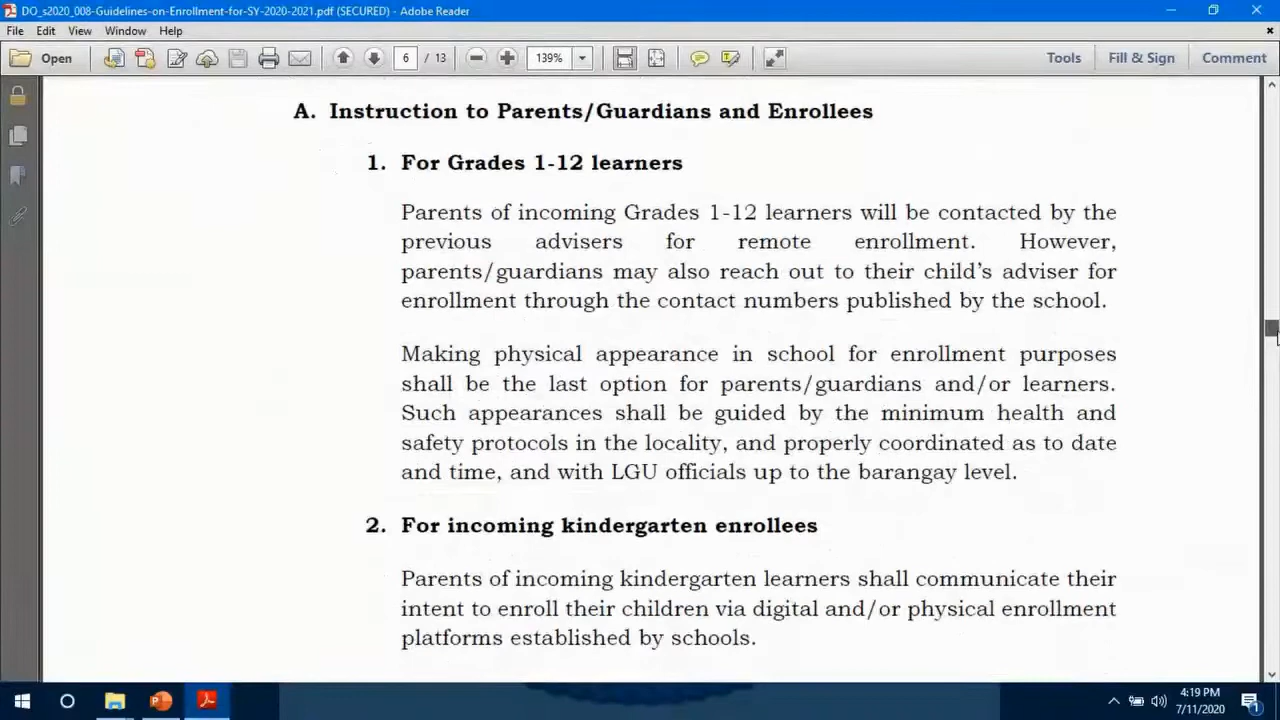 DO_s2020_008-Guidelines-on-Enrollment-for-SY-2020-2021.pdf (SECURED) - Adobe Reader
File Edit View Window Help
Open 6 / 13 139% Tools Fill & Sign Comment
A. Instruction to Parents/Guardians and Enrollees
1. For Grades 1-12 learners
Parents of incoming Grades 1-12 learners will be contacted by the
previous advisers for remote enrollment. However,
parents/guardians may also reach out to their child's adviser for
enrollment through the contact numbers published by the school.
Making physical appearance in school for enrollment purposes
shall be the last option for parents/guardians and/or learners.
Such appearances shall be guided by the minimum health and
safety protocols in the locality, and properly coordinated as to date
and time, and with LGU officials up to the barangay level.
2. For incoming kindergarten enrollees
Parents of incoming kindergarten learners shall communicate their
intent to enroll their children via digital and/or physical enrollment
platforms established by schools.
4:19 PM
7/11/2020
1